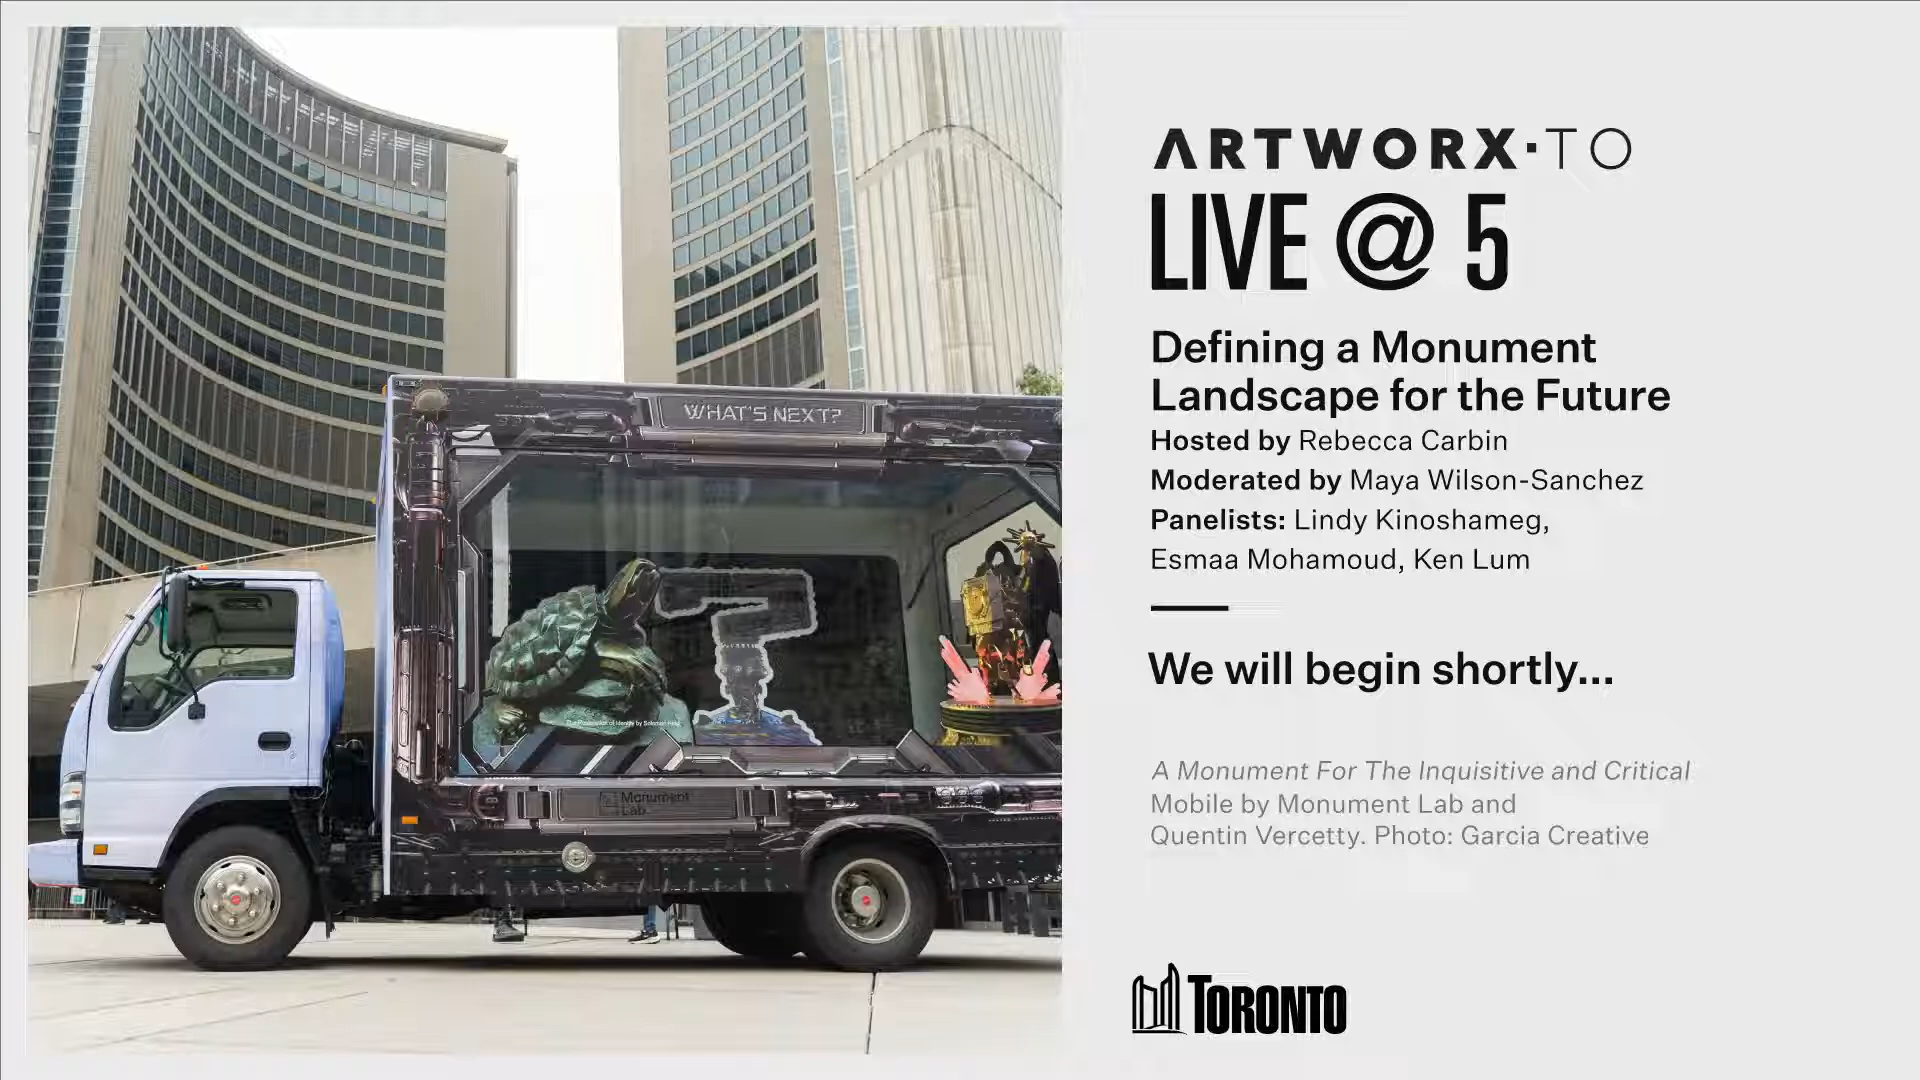 ARTWORX·TO
LIVE @ 5
Defining a Monument
Landscape for the Future
Hosted by Rebecca Carbin
Moderated by Maya Wilson-Sanchez
Panelists: Lindy Kinoshameg,
Esmaa Mohamoud, Ken Lum
We will begin shortly...
A Monument For The Inquisitive and Critical
Mobile by Monument Lab and
Quentin Vercetty. Photo: Garcia Creative
TORONTO
WHAT'S NEXT?
Monument
Lab